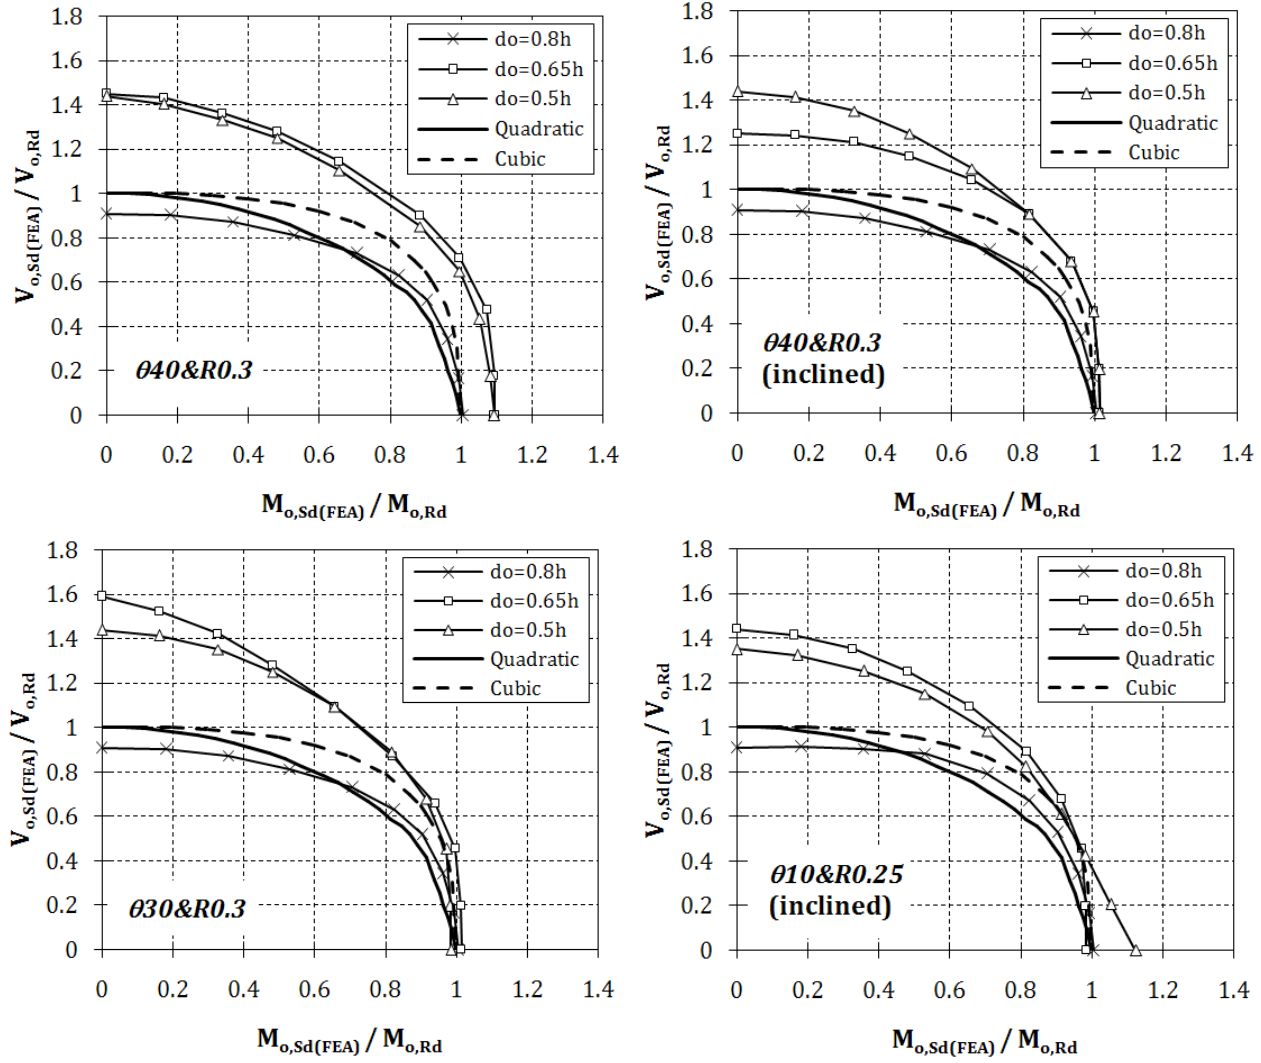 1.8
1.6
1.4
1.2
1
0.8
0.6
0.4
0.2
0
V₀,Sd(FEA) / V₀,Rd
do=0.8h
do=0.65h
do=0.5h
Quadratic
Cubic
θ40&R0.3
0 0.2 0.4 0.6 0.8 1 1.2 1.4
Mo,Sd(FEA) / Mo,Rd
1.8
1.6
1.4
1.2
1
0.8
0.6
0.4
0.2
0
Vo,Sd(FEA) / Vo,Rd
do=0.8h
do=0.65h
do=0.5h
Quadratic
Cubic
θ40&R0.3
(inclined)
0 0.2 0.4 0.6 0.8 1 1.2 1.4
Mo,Sd(FEA) / Mo,Rd
1.8
1.6
1.4
1.2
1
0.8
0.6
0.4
0.2
0
Vo,Sd(FEA) / Vo,Rd
do=0.8h
do=0.65h
do=0.5h
Quadratic
Cubic
θ30&R0.3
0 0.2 0.4 0.6 0.8 1 1.2 1.4
Mo,Sd(FEA) / Mo,Rd
1.8
1.6
1.4
1.2
1
0.8
0.6
0.4
0.2
0
Vo,Sd(FEA) / Vo,Rd
do=0.8h
do=0.65h
do=0.5h
Quadratic
Cubic
θ10&R0.25
(inclined)
0 0.2 0.4 0.6 0.8 1 1.2 1.4
Mo,Sd(FEA) / Mo,Rd